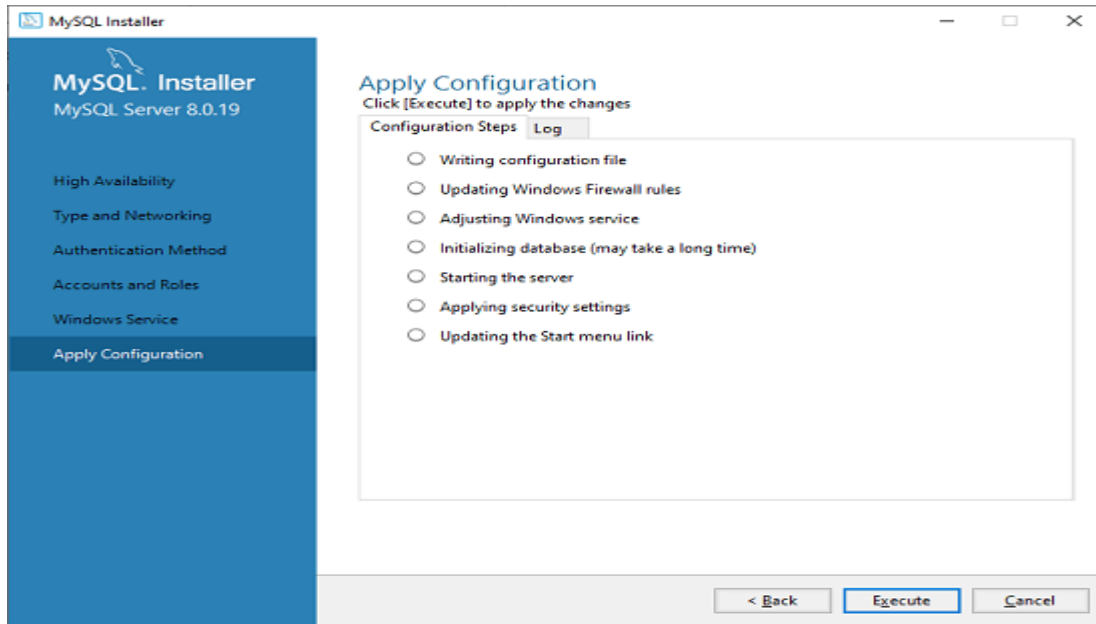 MySQL Installer
MySQL. Installer
MySQL Server 8.0.19
High Availability
Type and Networking
Authentication Method
Accounts and Roles
Windows Service
Apply Configuration
Apply Configuration
Click [Execute] to apply the changes
Configuration Steps Log
Writing configuration file
Updating Windows Firewall rules
Adjusting Windows service
Initializing database (may take a long time)
Starting the server
Applying security settings
Updating the Start menu link
< Back Execute Cancel